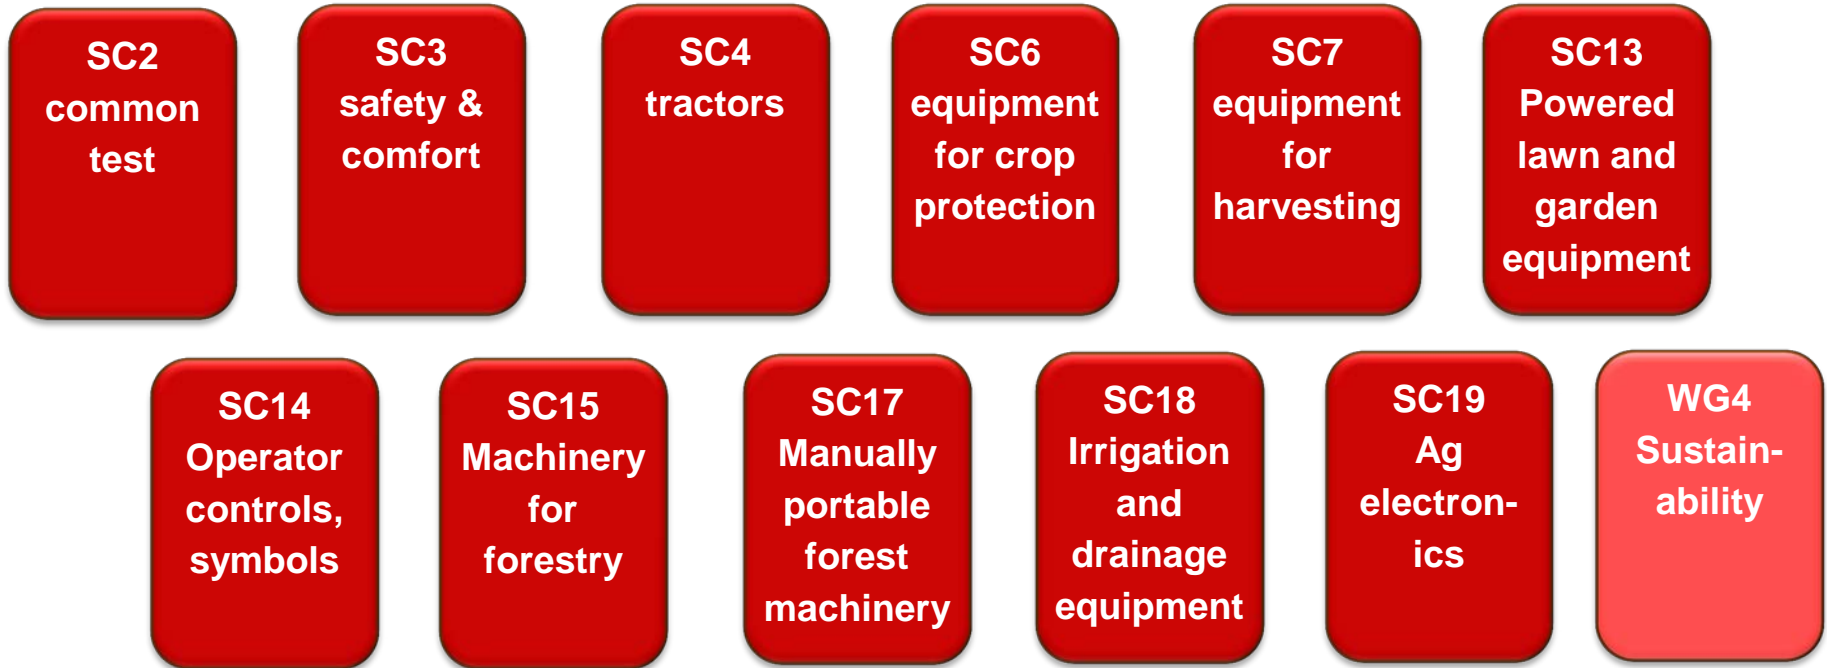 SC2
common
test
SC3
safety &
comfort
SC4
tractors
SC6
equipment
for crop
protection
SC7
equipment
for
harvesting
SC13
Powered
lawn and
garden
equipment
SC14
Operator
controls,
symbols
SC15
Machinery
for
forestry
SC17
Manually
portable
forest
machinery
SC18
Irrigation
and
drainage
equipment
SC19
Ag
electron-
ics
WG4
Sustain-
ability